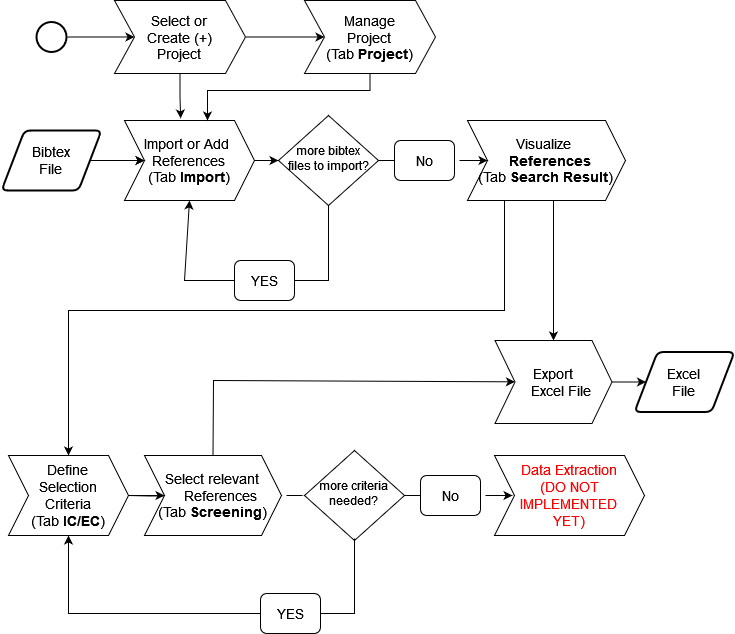 Select or
Create (+)
Project
Manage
Project
(Tab Project)
Bibtex
File
Import or Add
References
(Tab Import)
more bibtex
files to import?
No
Visualize
References
(Tab Search Result)
YES
Export
Excel File
Excel
File
Define
Selection
Criteria
(Tab IC/EC)
Select relevant
References
(Tab Screening)
more criteria
needed?
No
Data Extraction
(DO NOT
IMPLEMENTED
YET)
YES